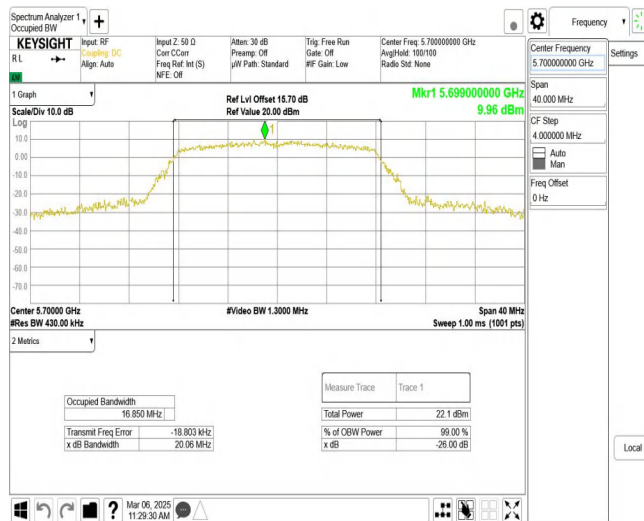 Spectrum Analyzer 1
Occupied BW
Frequency
KEYSIGHT
RL
Input: RF
Coupling: DC
Align: Auto
Input Z: 50 Ω
Corr CCorr
Freq Ref: Int (S)
NFE: Off
Atten: 30 dB
Preamp: Off
µW Path: Standard
Trig: Free Run
Gate: Off
#IF Gain: Low
Center Freq: 5.700000000 GHz
Avg|Hold: 100/100
Radio Std: None
Center Frequency
5.700000000 GHz
Settings
Span
40.000 MHz
CF Step
4.000000 MHz
Auto
Man
Freq Offset
0 Hz
Local
1 Graph
Scale/Div 10.0 dB
Ref Lvl Offset 15.70 dB
Ref Value 20.00 dBm
Mkr1 5.699000000 GHz
9.96 dBm
Log
10.0
0.00
-10.0
-20.0
-30.0
-40.0
-50.0
-60.0
-70.0
1
Center 5.70000 GHz
#Res BW 430.00 kHz
#Video BW 1.3000 MHz
Span 40 MHz
Sweep 1.00 ms (1001 pts)
2 Metrics
Measure Trace
Trace 1
Occupied Bandwidth
16.850 MHz
Total Power
22.1 dBm
Transmit Freq Error
-18.803 kHz
% of OBW Power
99.00 %
x dB Bandwidth
20.06 MHz
x dB
-26.00 dB
Mar 06, 2025
11:29:30 AM